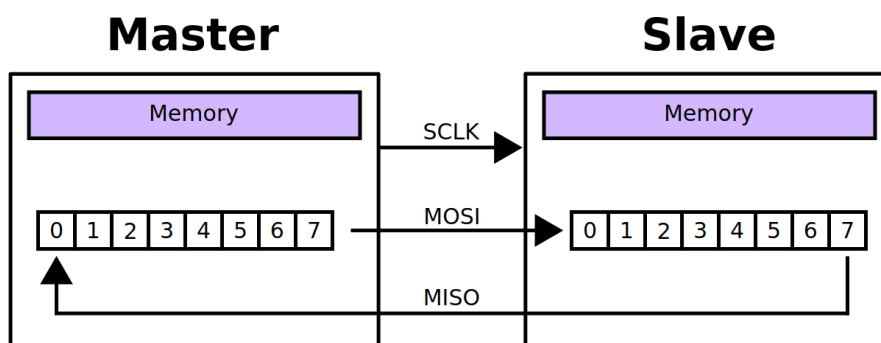 Master Slave
Memory Memory
SCLK
0 1 2 3 4 5 6 7 MOSI 0 1 2 3 4 5 6 7
MISO